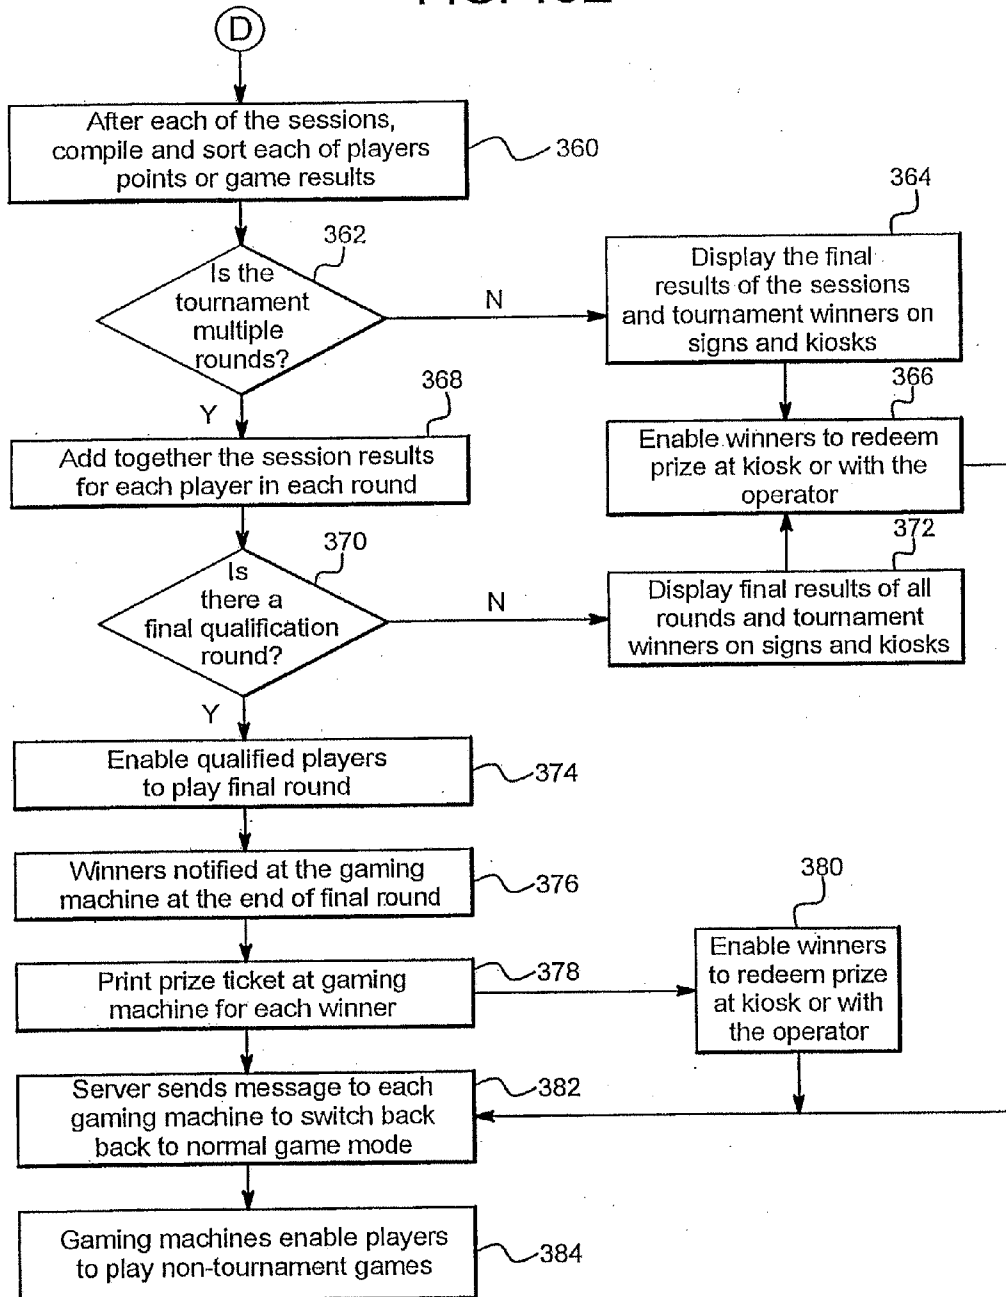 D
After each of the sessions,
compile and sort each of players
points or game results
360
362
Is the
tournament
multiple
rounds?
N
Y
364
Display the final
results of the sessions
and tournament winners on
signs and kiosks
366
Enable winners to redeem
prize at kiosk or with the
operator
368
Add together the session results
for each player in each round
370
Is
there a
final qualification
round?
N
Y
372
Display final results of all
rounds and tournament
winners on signs and kiosks
Enable qualified players
to play final round
374
Winners notified at the gaming
machine at the end of final round
376
Print prize ticket at gaming
machine for each winner
378
380
Enable winners
to redeem prize
at kiosk or with
the operator
Server sends message to each
gaming machine to switch back
back to normal game mode
382
Gaming machines enable players
to play non-tournament games
384